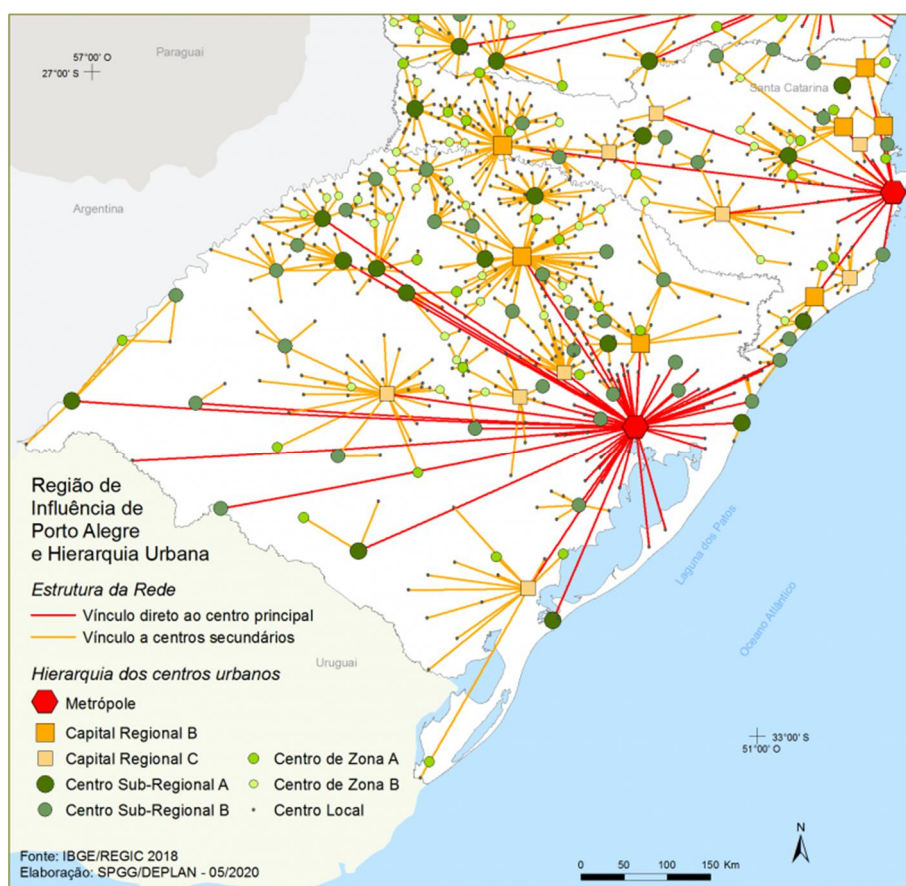 Paraguai
57°00' O
27°00' S
Santa Catarina
Argentina
Região de
Influência de
Porto Alegre
e Hierarquia Urbana
Estrutura da Rede
Vínculo direto ao centro principal
Vínculo a centros secundários
Uruguai
Laguna dos Patos
Oceano Atlântico
Hierarquia dos centros urbanos
Metrópole
Capital Regional B
Capital Regional C
Centro Sub-Regional A
Centro Sub-Regional B
Centro de Zona A
Centro de Zona B
Centro Local
33°00' S
51°00' O
N
Fonte: IBGE/REGIC 2018
Elaboração: SPGG/DEPLAN - 05/2020
0 50 100 150 Km